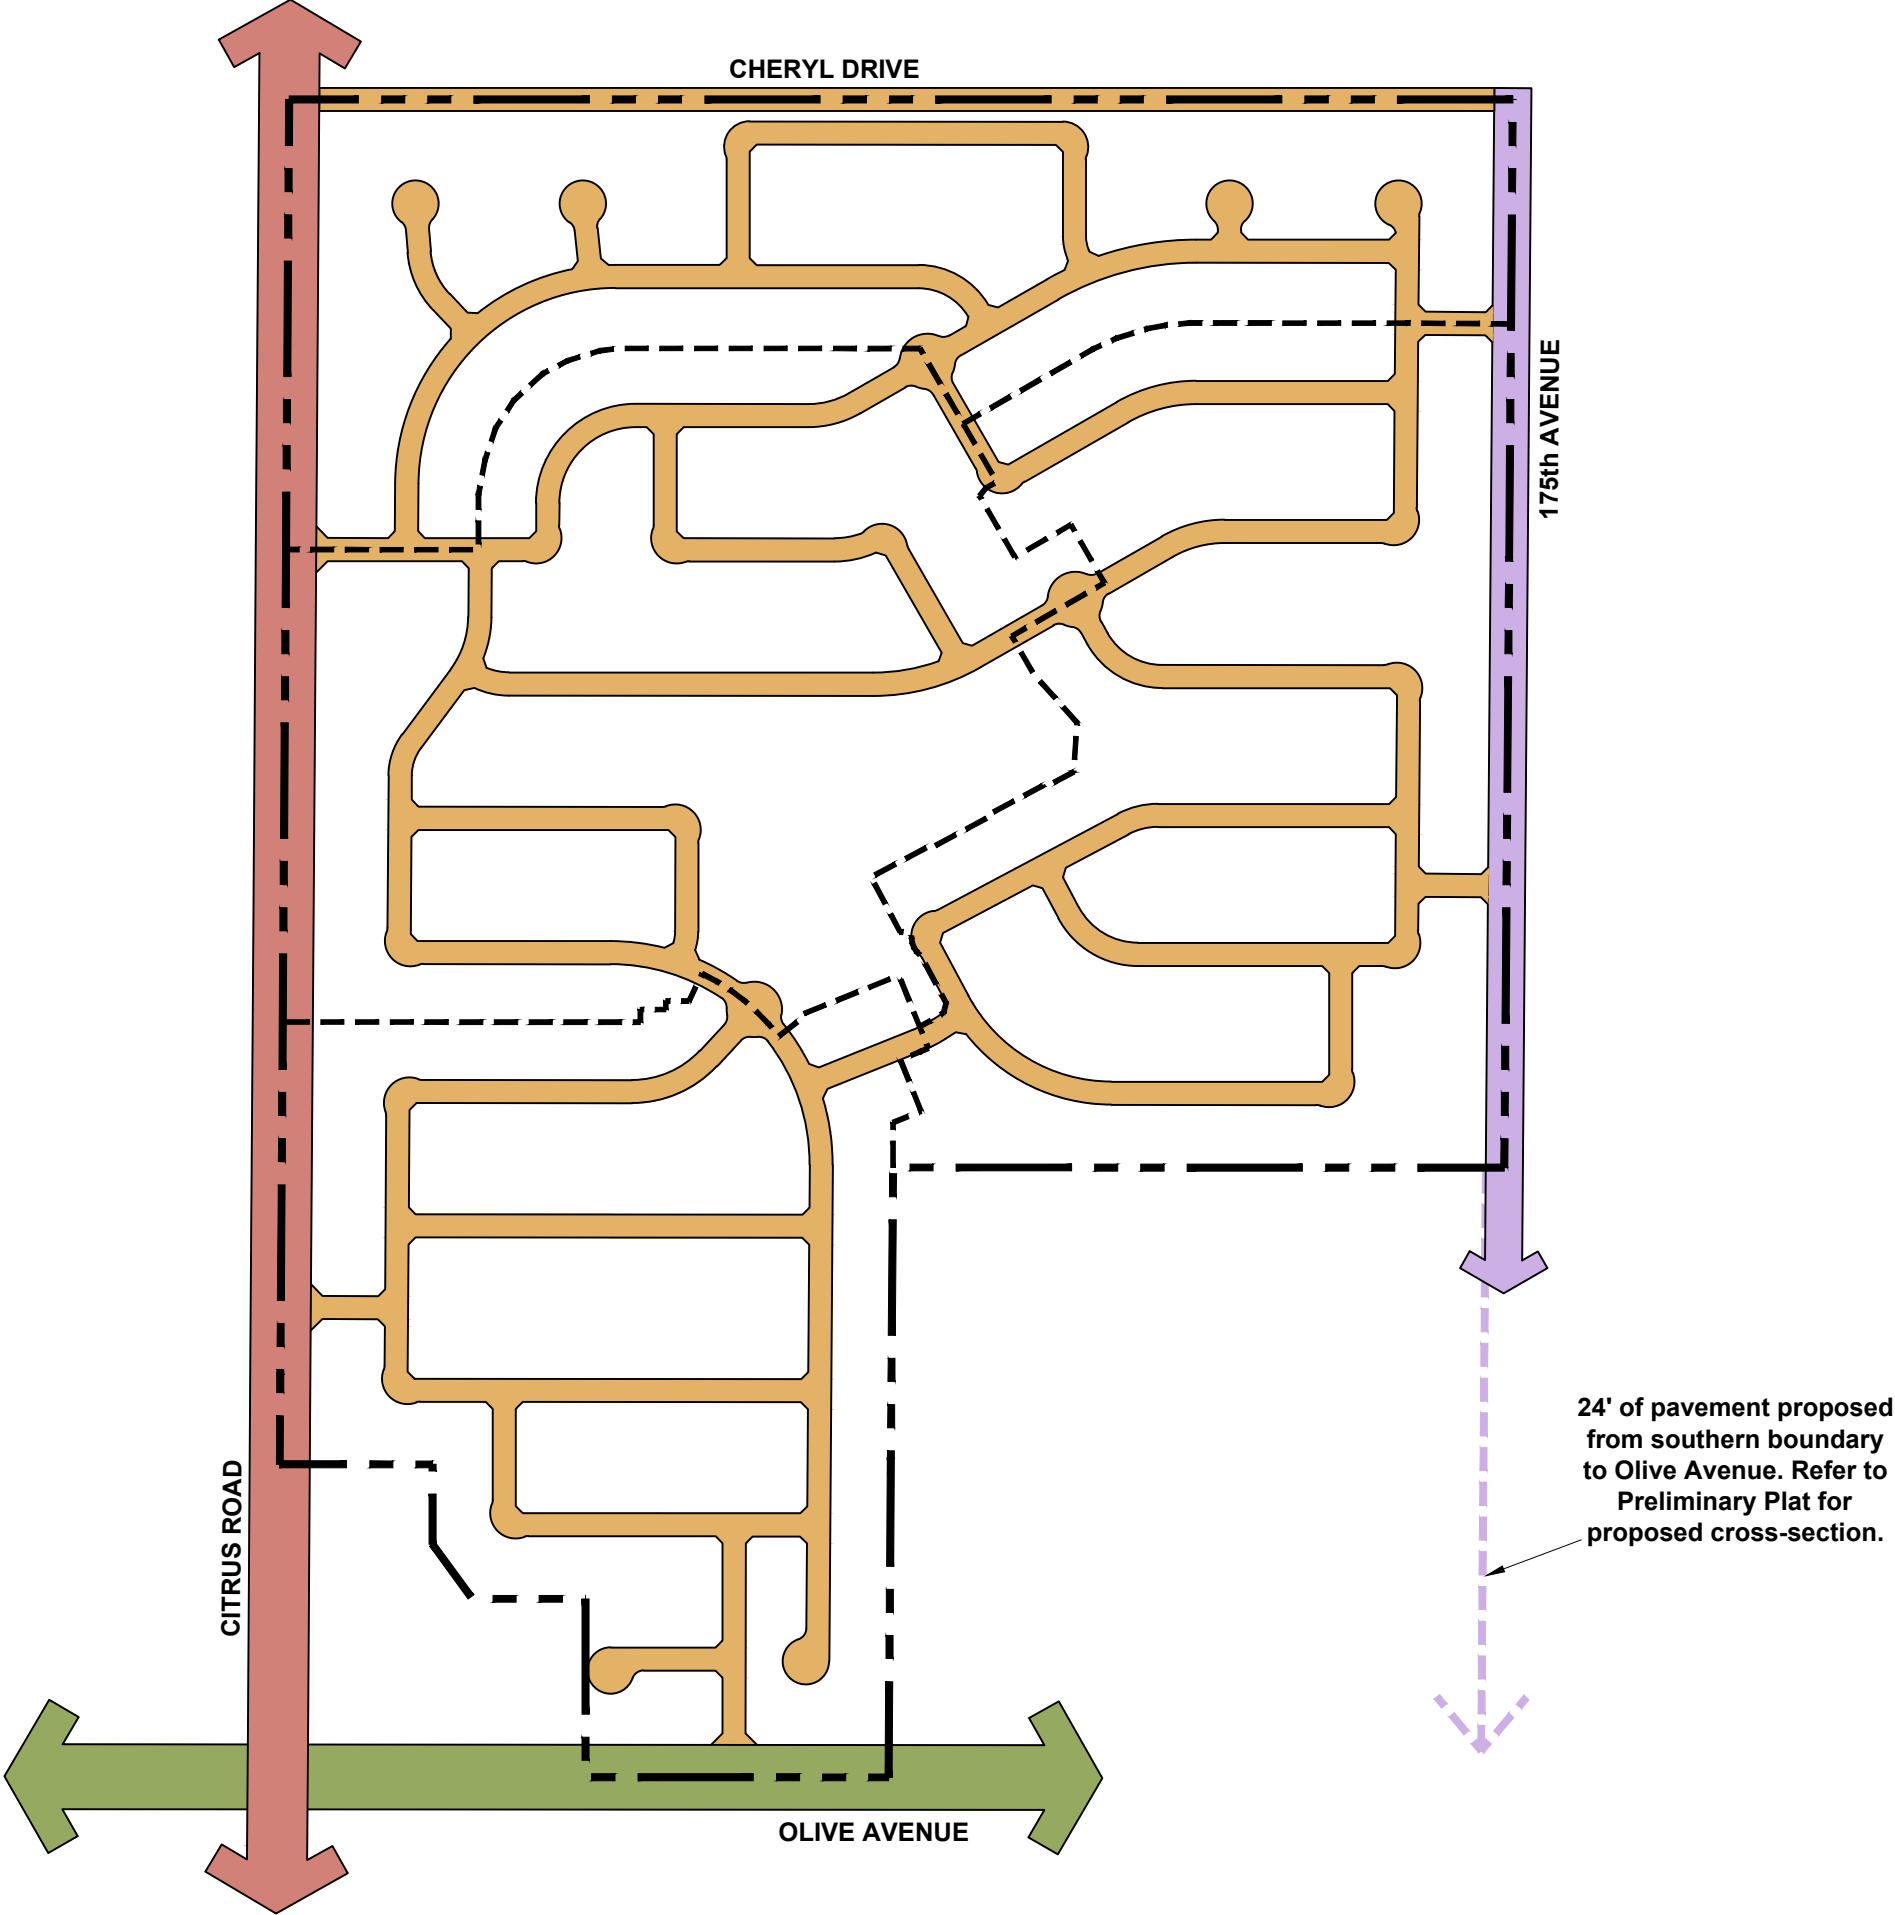 CHERYL DRIVE
175th AVENUE
24' of pavement proposed
from southern boundary
to Olive Avenue. Refer to
Preliminary Plat for
proposed cross-section.
CITRUS ROAD
OLIVE AVENUE